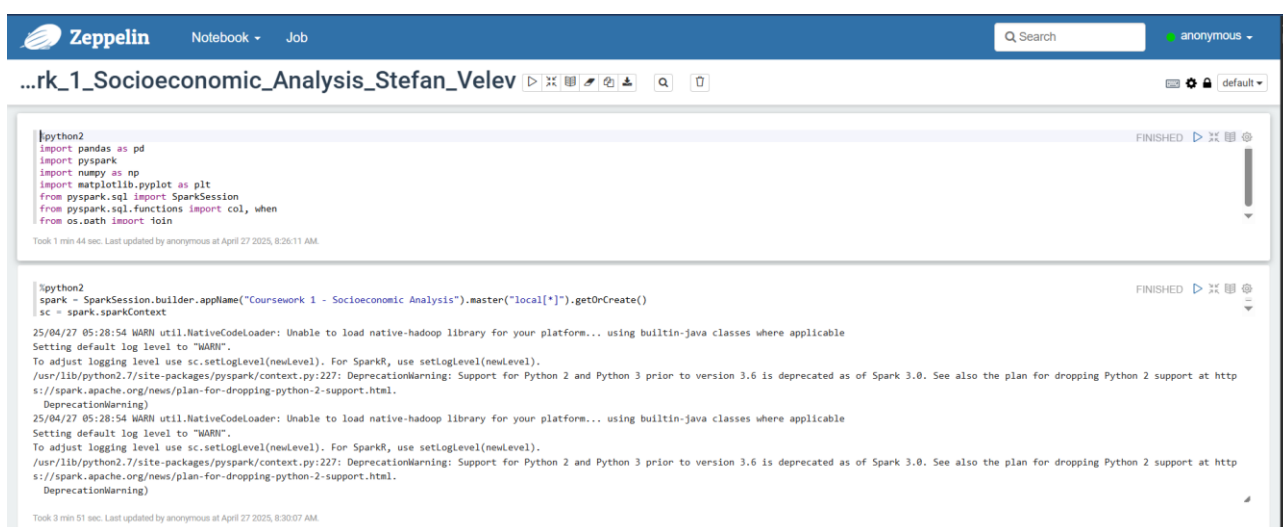 Zeppelin Notebook Job Search anonymous
...rk_1_Socioeconomic_Analysis_Stefan_Velev default
%python2 FINISHED
import pandas as pd
import pyspark
import numpy as np
import matplotlib.pyplot as plt
from pyspark.sql import SparkSession
from pyspark.sql.functions import col, when
from os.path import join
Took 1 min 44 sec. Last updated by anonymous at April 27 2025, 8:26:11 AM.
%python2 FINISHED
spark = SparkSession.builder.appName("Coursework 1 - Socioeconomic Analysis").master("local[*]").getOrCreate()
sc = spark.sparkContext
25/04/27 05:28:54 WARN util.NativeCodeLoader: Unable to load native-hadoop library for your platform... using builtin-java classes where applicable
Setting default log level to "WARN".
To adjust logging level use sc.setLogLevel(newLevel). For SparkR, use setLogLevel(newLevel).
/usr/lib/python2.7/site-packages/pyspark/context.py:227: DeprecationWarning: Support for Python 2 and Python 3 prior to version 3.6 is deprecated as of Spark 3.0. See also the plan for dropping Python 2 support at http
s://spark.apache.org/news/plan-for-dropping-python-2-support.html.
DeprecationWarning)
25/04/27 05:28:54 WARN util.NativeCodeLoader: Unable to load native-hadoop library for your platform... using builtin-java classes where applicable
Setting default log level to "WARN".
To adjust logging level use sc.setLogLevel(newLevel). For SparkR, use setLogLevel(newLevel).
/usr/lib/python2.7/site-packages/pyspark/context.py:227: DeprecationWarning: Support for Python 2 and Python 3 prior to version 3.6 is deprecated as of Spark 3.0. See also the plan for dropping Python 2 support at http
s://spark.apache.org/news/plan-for-dropping-python-2-support.html.
DeprecationWarning)
Took 3 min 51 sec. Last updated by anonymous at April 27 2025, 8:30:07 AM.